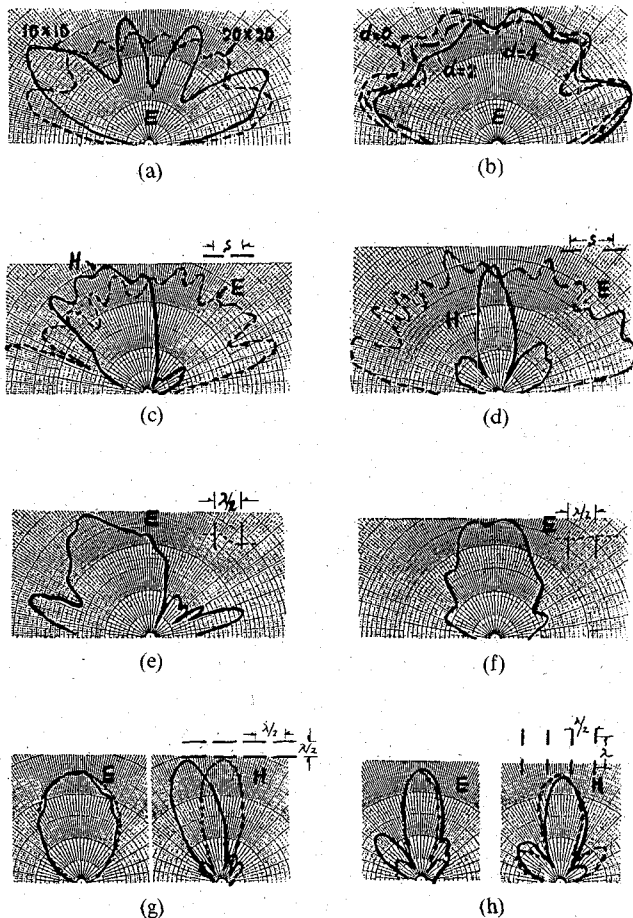 10×10 20×20
E
(a)
d=0
d=2 d=4
E
(b)
S
H
E
(c)
S
E
H
(d)
λ/2
E
(e)
λ/2
E
(f)
λ/2
λ/2
E H
(g)
λ/2
λ
E H
(h)